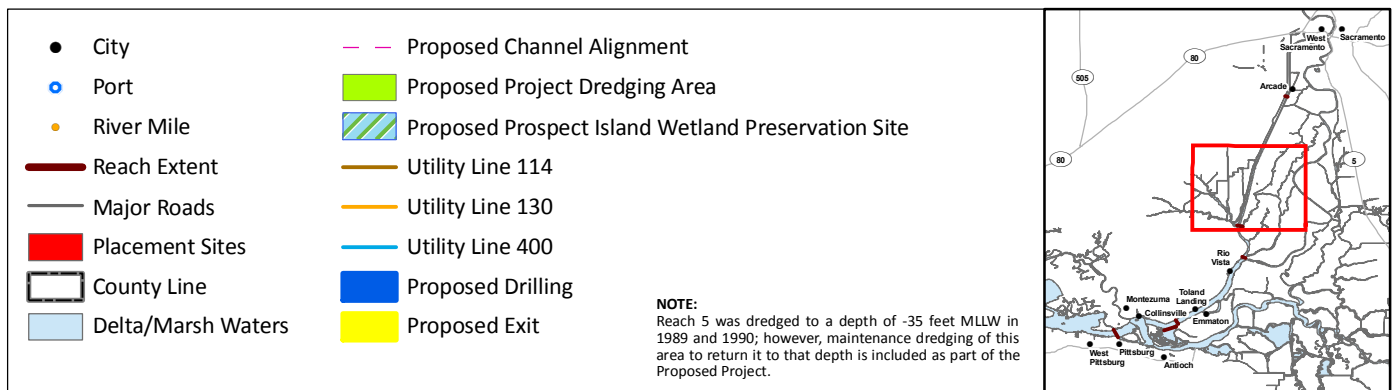 City
Port
River Mile
Reach Extent
Major Roads
Placement Sites
County Line
Delta/Marsh Waters
Proposed Channel Alignment
Proposed Project Dredging Area
Proposed Prospect Island Wetland Preservation Site
Utility Line 114
Utility Line 130
Utility Line 400
Proposed Drilling
Proposed Exit
NOTE:
Reach 5 was dredged to a depth of -35 feet MLLW in
1989 and 1990; however, maintenance dredging of this
area to return it to that depth is included as part of the
Proposed Project.
West
Sacramento
Sacramento
80
505
Arcade
80
5
Rio
Vista
Toland
Landing
Montezuma
Collinsville
Emmaton
West
Pittsburg
Pittsburg
Antioch